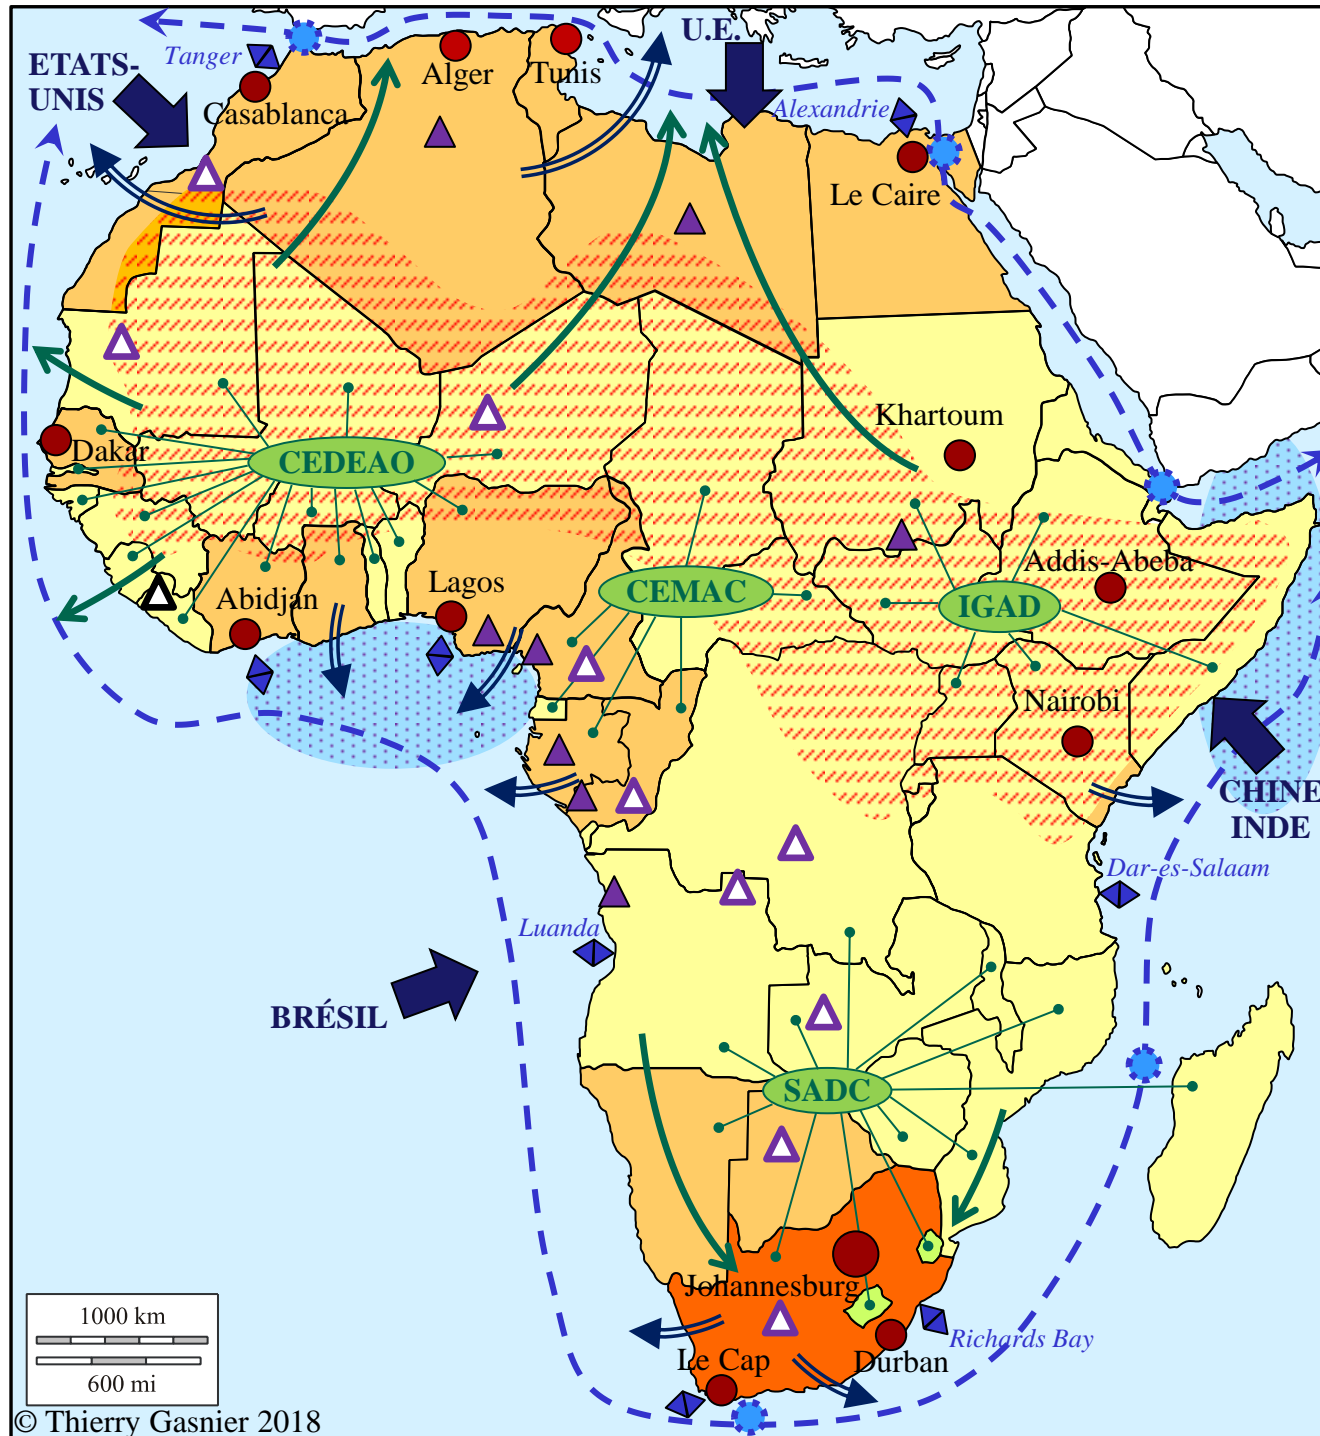 U.E.
ETATS-
UNIS
Tanger
Alger
Tunis
Casablanca
Alexandrie
Le Caire
Khartoum
Dakar
CEDEAO
Addis-Abeba
Abidjan
Lagos
CEMAC
IGAD
Nairobi
CHINE
INDE
Dar-es-Salaam
Luanda
BRÉSIL
SADC
Johannesburg
Richards Bay
Le Cap
Durban
1000 km
600 mi
© Thierry Gasnier 2018